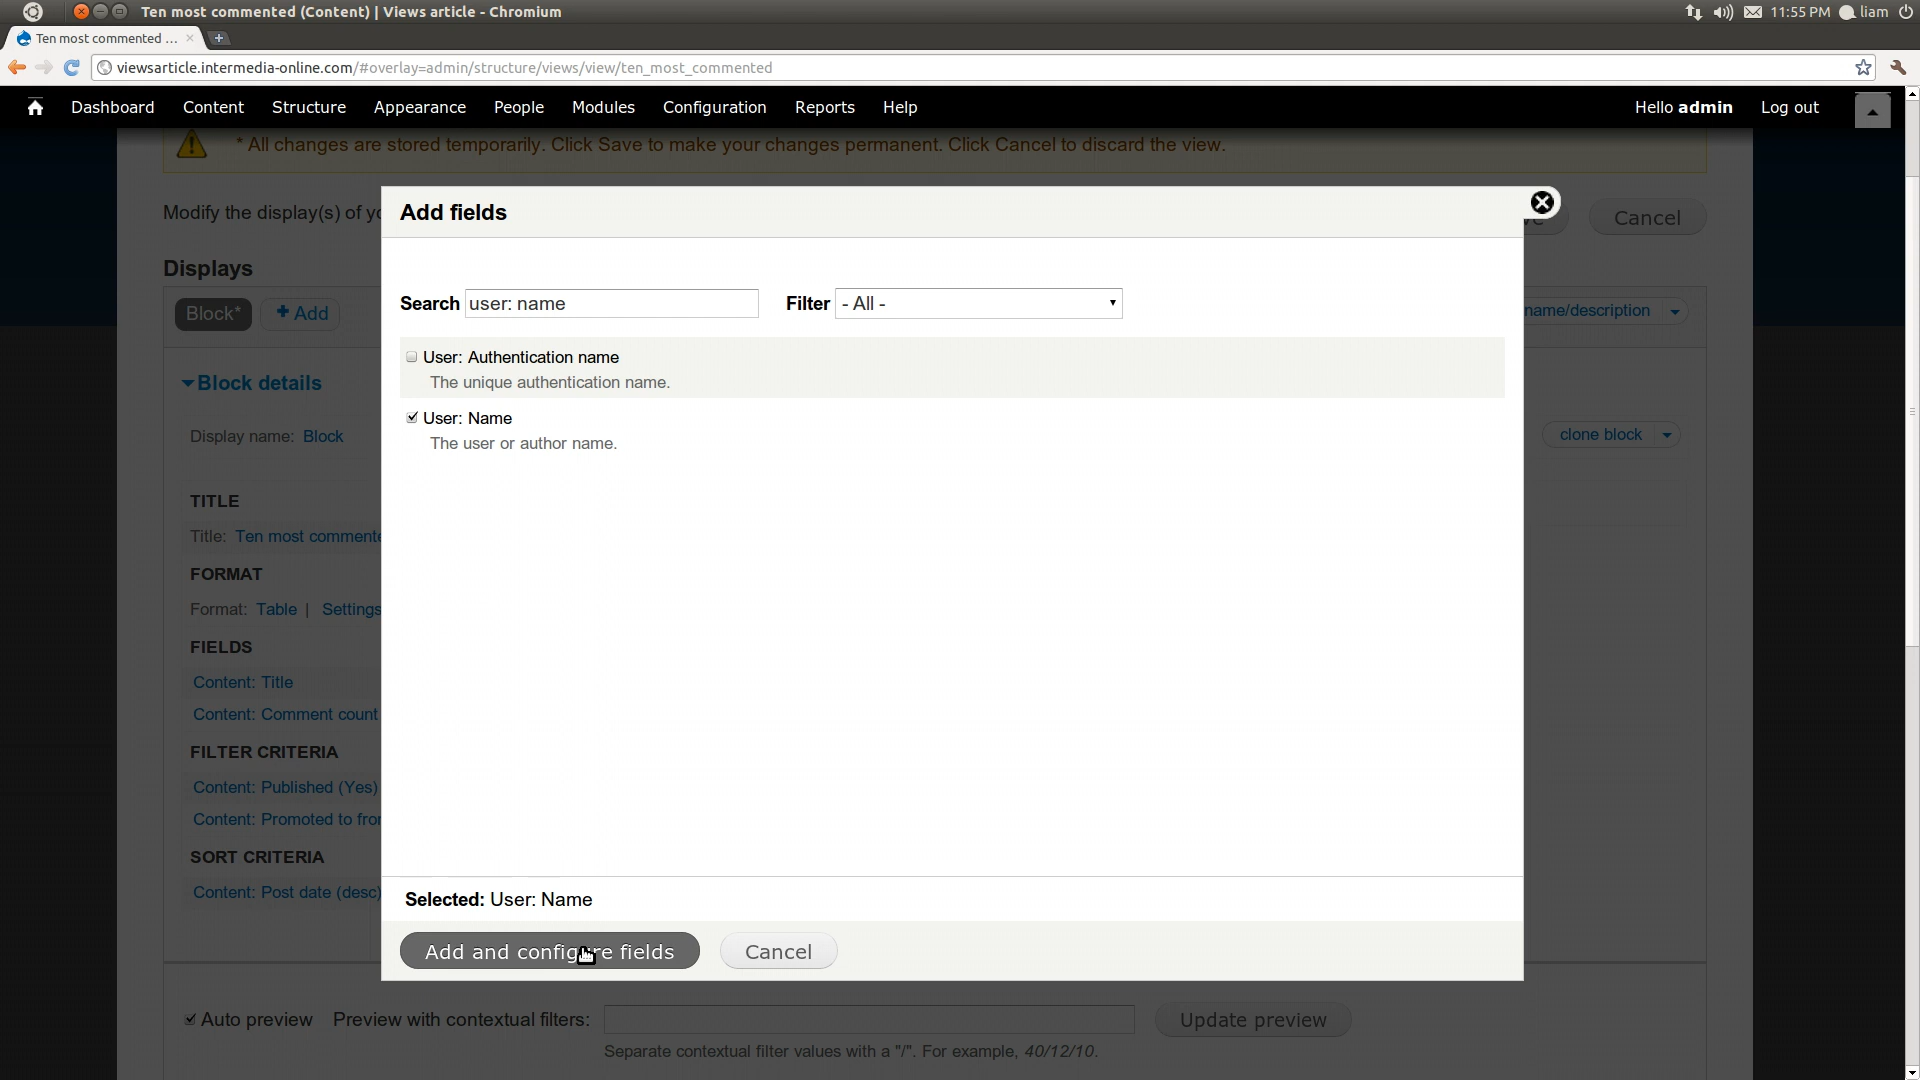 Ten most commented (Content) | Views article - Chromium
11:55 PM liam
Ten most commented ...
viewsarticle.intermedia-online.com/#overlay=admin/structure/views/view/ten_most_commented
Dashboard Content Structure Appearance People Modules Configuration Reports Help Hello admin Log out
* All changes are stored temporarily. Click Save to make your changes permanent. Click Cancel to discard the view.
Modify the display(s) of
Add fields
Cancel
Displays
Block* + Add
name/description
Search user: name Filter - All -
User: Authentication name
The unique authentication name.
Block details
User: Name
The user or author name.
Display name: Block
clone block
TITLE
Title: Ten most commente
FORMAT
Format: Table | Settings
FIELDS
Content: Title
Content: Comment count
FILTER CRITERIA
Content: Published (Yes)
Content: Promoted to fro
SORT CRITERIA
Content: Post date (desc)
Selected: User: Name
Add and configure fields Cancel
Auto preview Preview with contextual filters: Update preview
Separate contextual filter values with a "/". For example, 40/12/10.